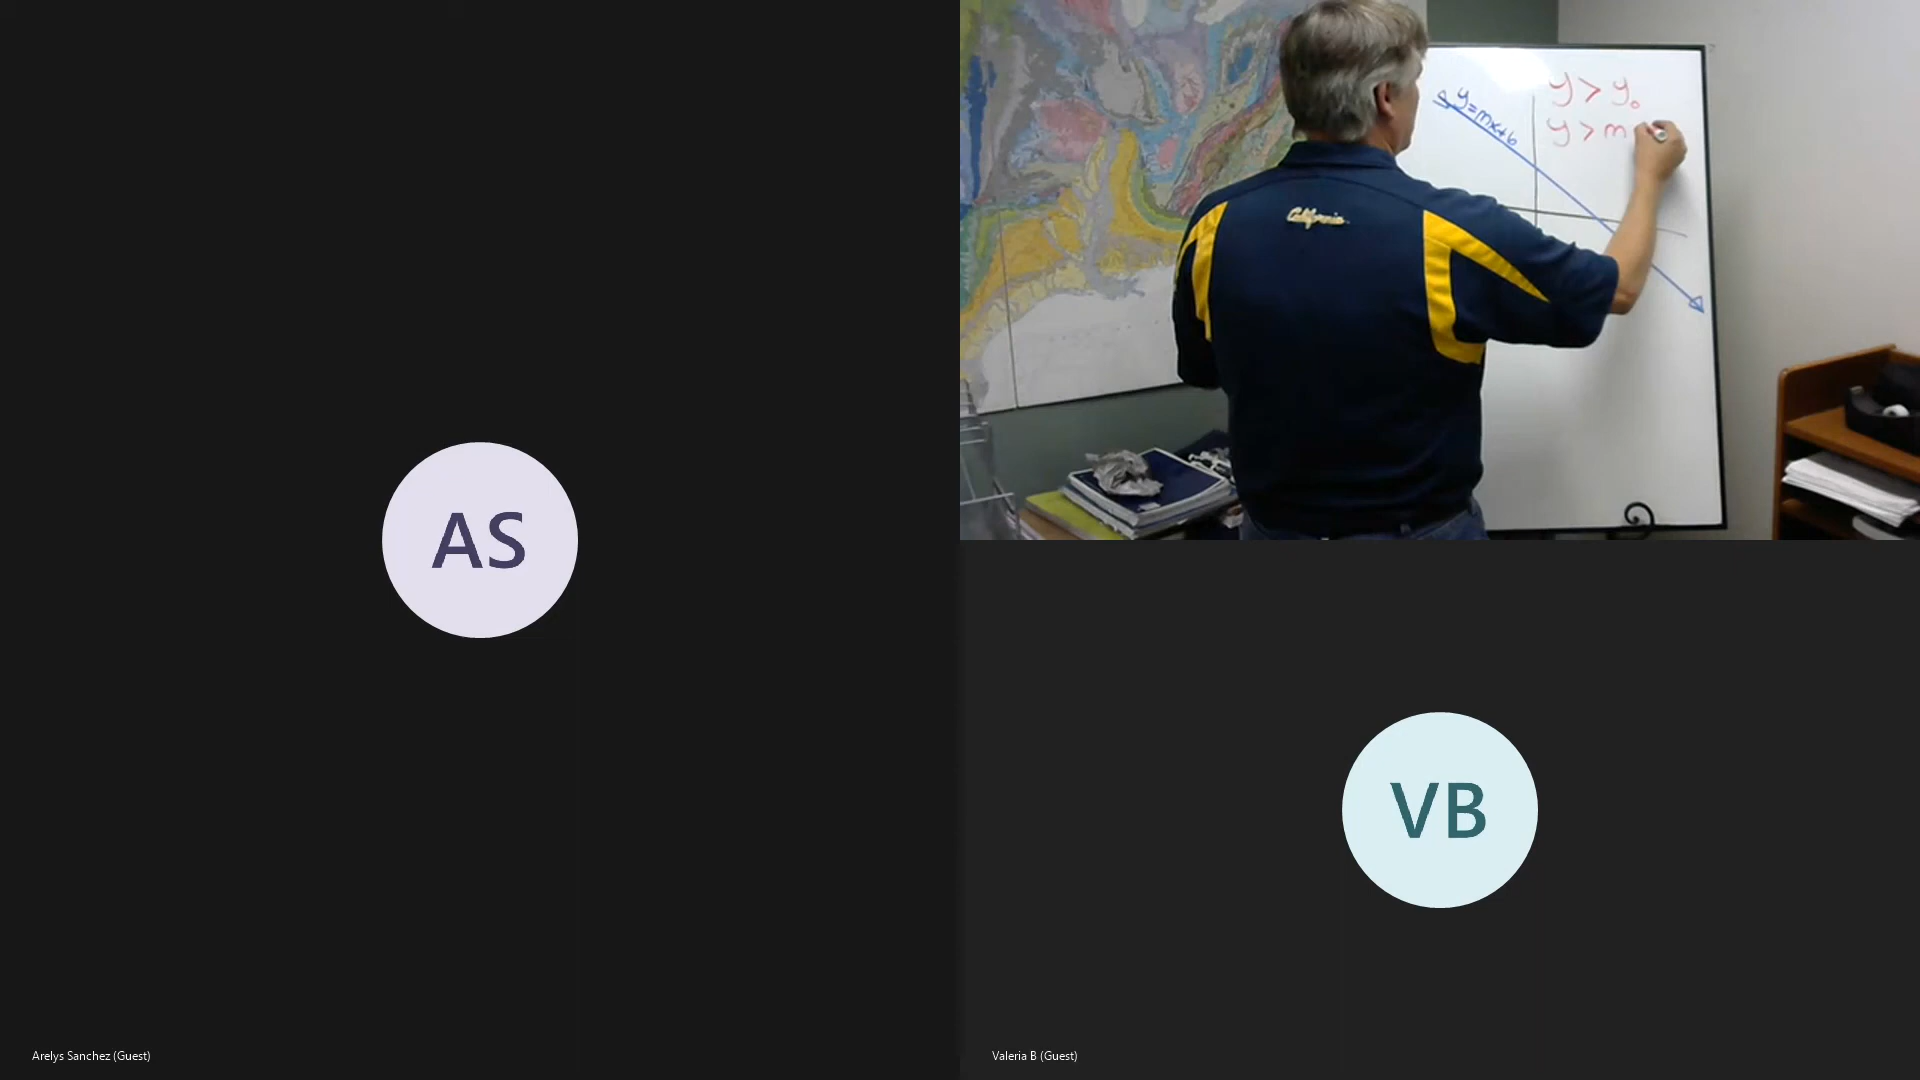 y > y₀
y = mx + b
y > m
California
AS
VB
Arelys Sanchez (Guest)
Valeria B (Guest)